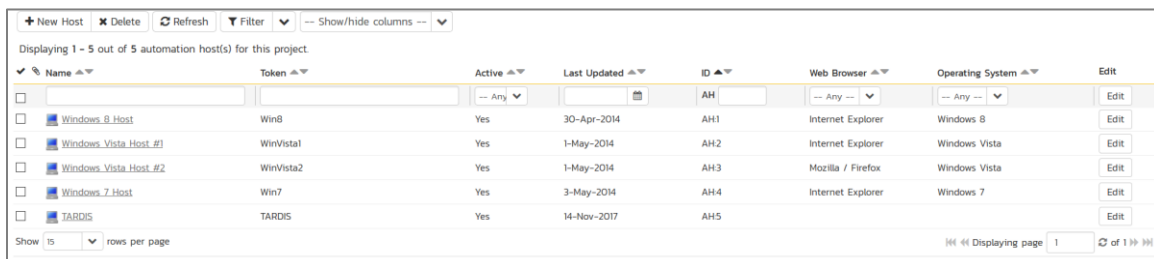 New Host Delete Refresh Filter -- Show/hide columns --
Displaying 1 - 5 out of 5 automation host(s) for this project.
Name Token Active Last Updated ID Web Browser Operating System Edit
-- Any AH -- Any -- -- Any -- Edit
Windows 8 Host Win8 Yes 30-Apr-2014 AH:1 Internet Explorer Windows 8 Edit
Windows Vista Host #1 WinVista1 Yes 1-May-2014 AH:2 Internet Explorer Windows Vista Edit
Windows Vista Host #2 WinVista2 Yes 1-May-2014 AH:3 Mozilla / Firefox Windows Vista Edit
Windows 7 Host Win7 Yes 3-May-2014 AH:4 Internet Explorer Windows 7 Edit
TARDIS TARDIS Yes 14-Nov-2017 AH:5 Edit
Show 15 rows per page Displaying page 1 of 1